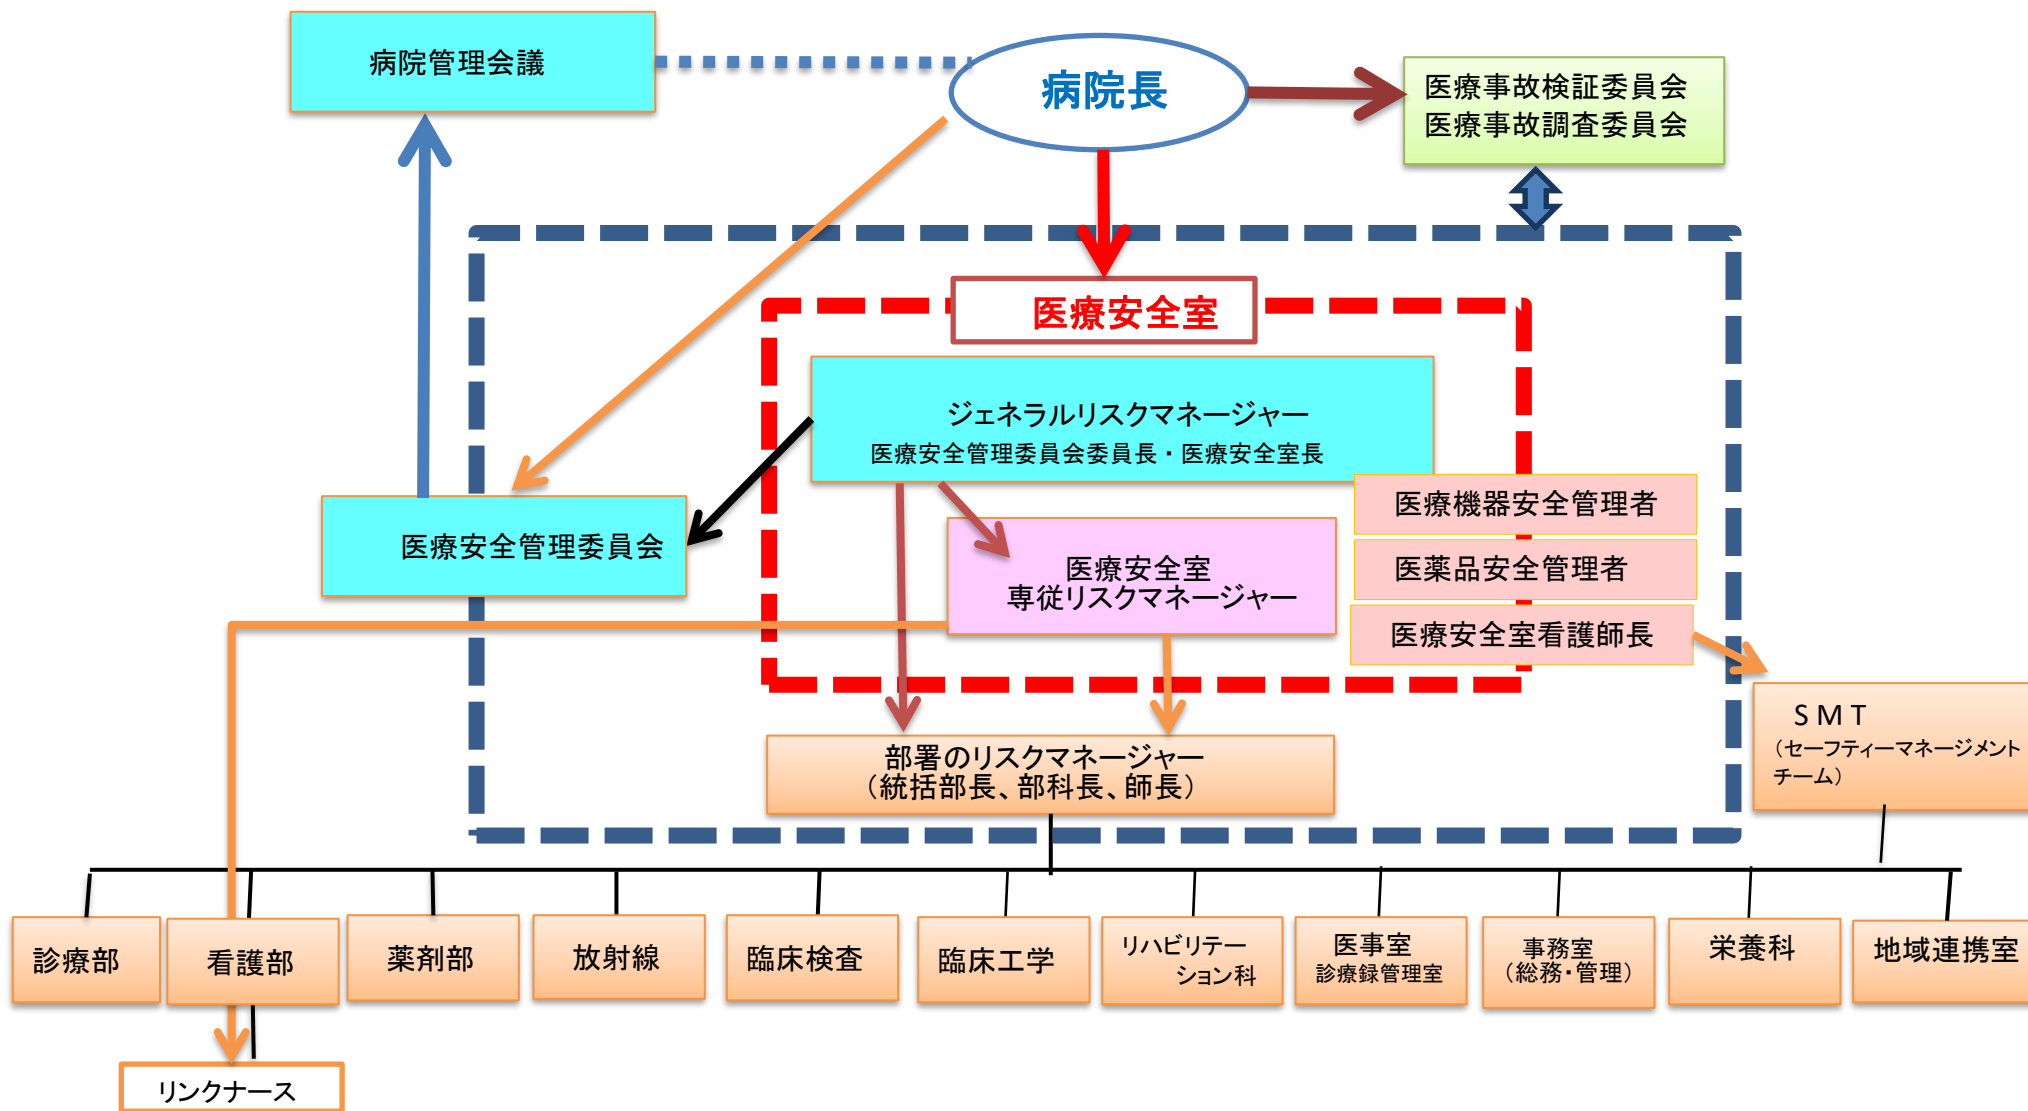 病院管理会議
病院長
医療事故検証委員会
医療事故調査委員会
医療安全室
ジェネラルリスクマネージャー
医療安全管理委員会委員長・医療安全室長
医療安全管理委員会
医療安全室
専従リスクマネージャー
医療機器安全管理者
医薬品安全管理者
医療安全室看護師長
ＳＭＴ
（セーフティーマネージメント
チーム）
部署のリスクマネージャー
（統括部長、部科長、師長）
診療部
看護部
薬剤部
放射線
臨床検査
臨床工学
リハビリテー
ション科
医事室
診療録管理室
事務室
（総務・管理）
栄養科
地域連携室
リンクナース